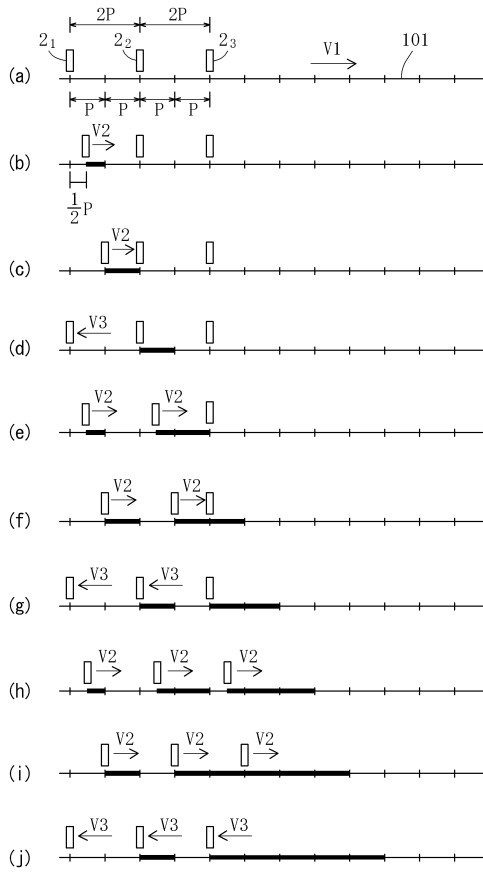 2P 2P
2₁ 2₂ 2₃ V1 101
(a)
P P P P
V2
(b)
1/2 P
V2
(c)
V3
(d)
V2 V2
(e)
V2 V2
(f)
V3 V3
(g)
V2 V2 V2
(h)
V2 V2 V2
(i)
V3 V3 V3
(j)